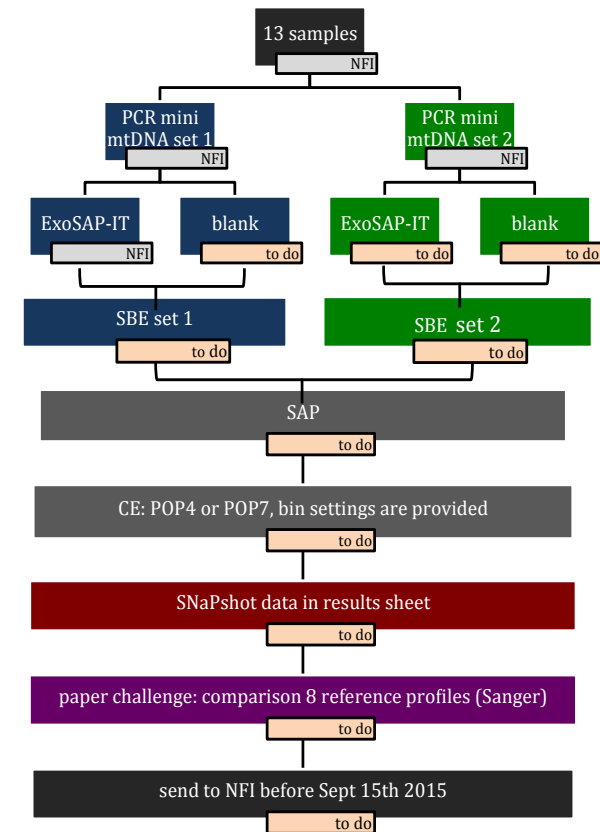 13 samples
NFI
PCR mini
mtDNA set 1
NFI
PCR mini
mtDNA set 2
NFI
ExoSAP-IT
NFI
blank
to do
ExoSAP-IT
to do
blank
to do
SBE set 1
to do
SBE set 2
to do
SAP
to do
CE: POP4 or POP7, bin settings are provided
to do
SNaPshot data in results sheet
to do
paper challenge: comparison 8 reference profiles (Sanger)
to do
send to NFI before Sept 15th 2015
to do